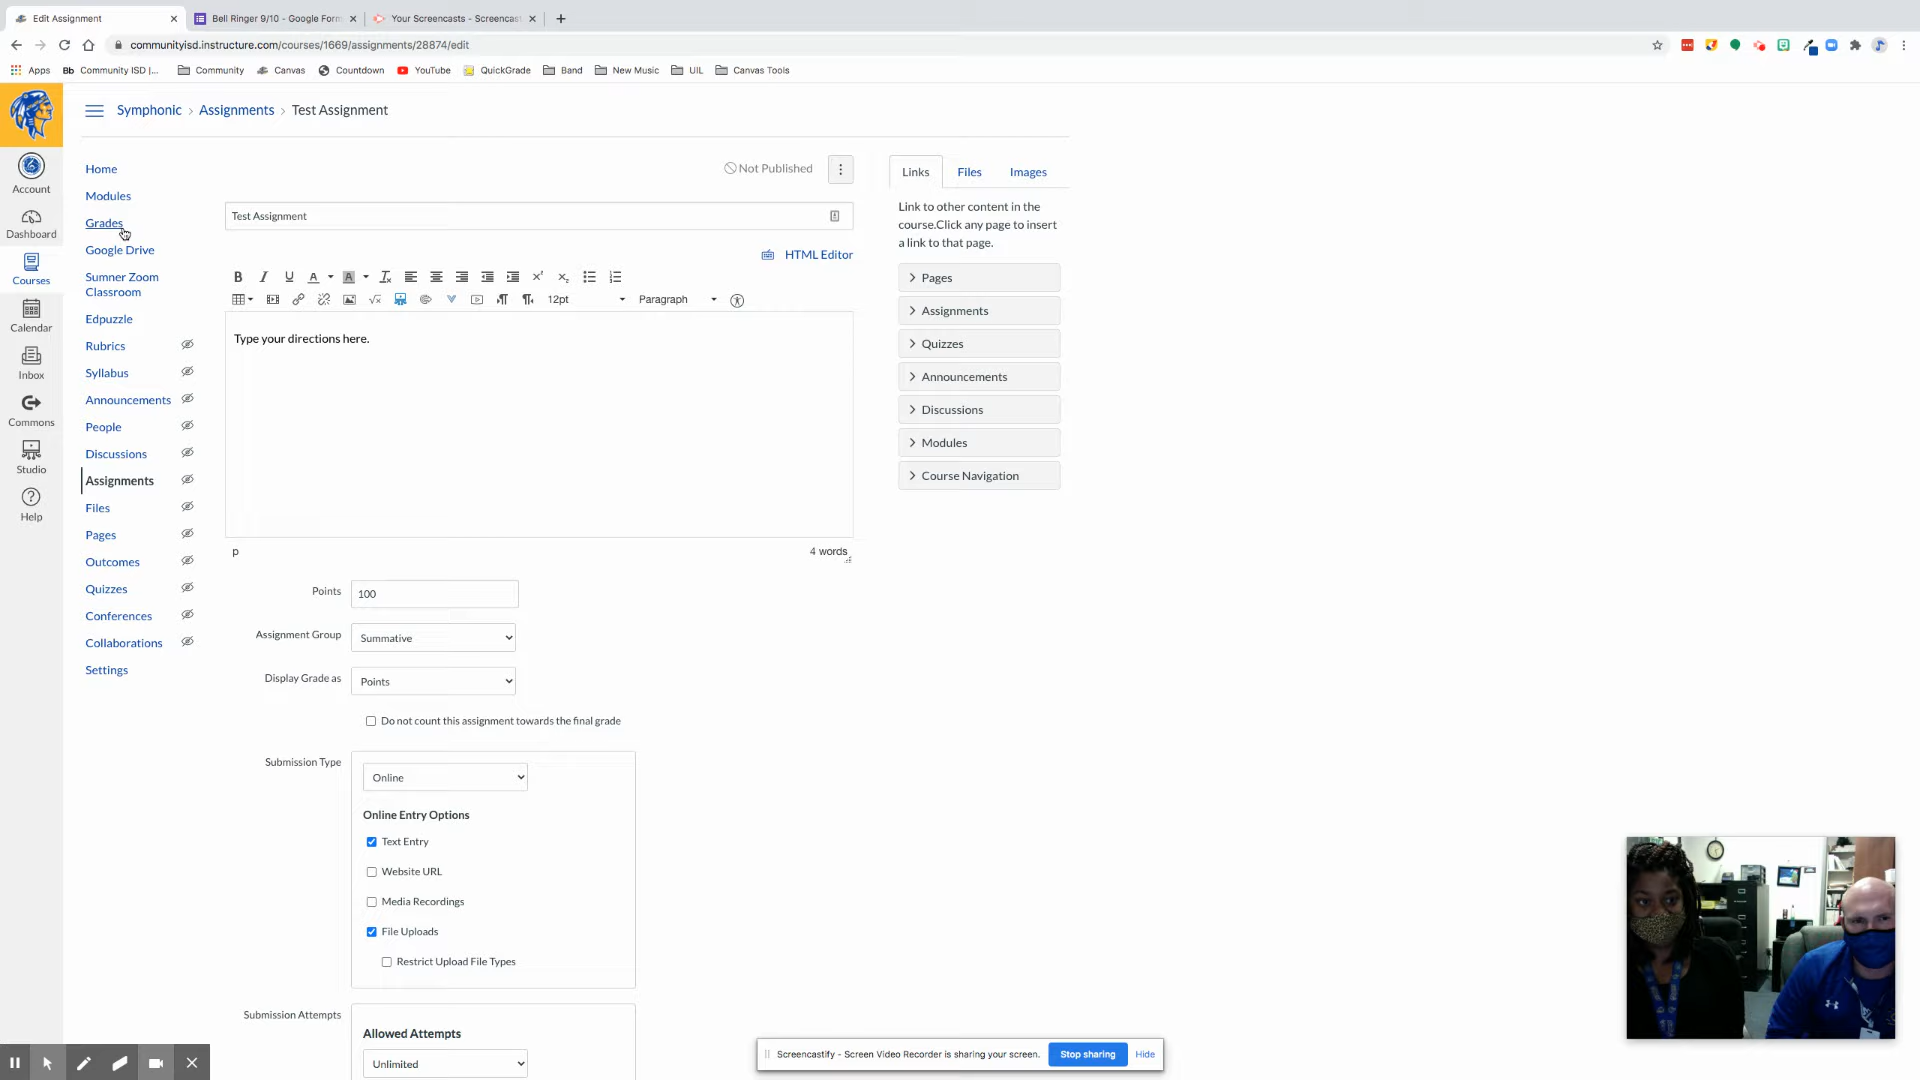 Edit Assignment
Bell Ringer 9/10 - Google Form
Your Screencasts - Screencast
communityisd.instructure.com/courses/1669/assignments/28874/edit
Apps
Bb Community ISD |...
Community
Canvas
Countdown
YouTube
QuickGrade
Band
New Music
UIL
Canvas Tools
Symphonic > Assignments > Test Assignment
Account
Dashboard
Courses
Calendar
Inbox
Commons
Studio
Help
Home
Modules
Grades
Google Drive
Sumner Zoom
Classroom
Edpuzzle
Rubrics
Syllabus
Announcements
People
Discussions
Assignments
Files
Pages
Outcomes
Quizzes
Conferences
Collaborations
Settings
Not Published
Test Assignment
HTML Editor
12pt
Paragraph
Type your directions here.
p
4 words
Points
100
Assignment Group
Summative
Display Grade as
Points
Do not count this assignment towards the final grade
Submission Type
Online
Online Entry Options
Text Entry
Website URL
Media Recordings
File Uploads
Restrict Upload File Types
Submission Attempts
Allowed Attempts
Unlimited
Links
Files
Images
Link to other content in the
course.Click any page to insert
a link to that page.
Pages
Assignments
Quizzes
Announcements
Discussions
Modules
Course Navigation
Screencastify - Screen Video Recorder is sharing your screen.
Stop sharing
Hide